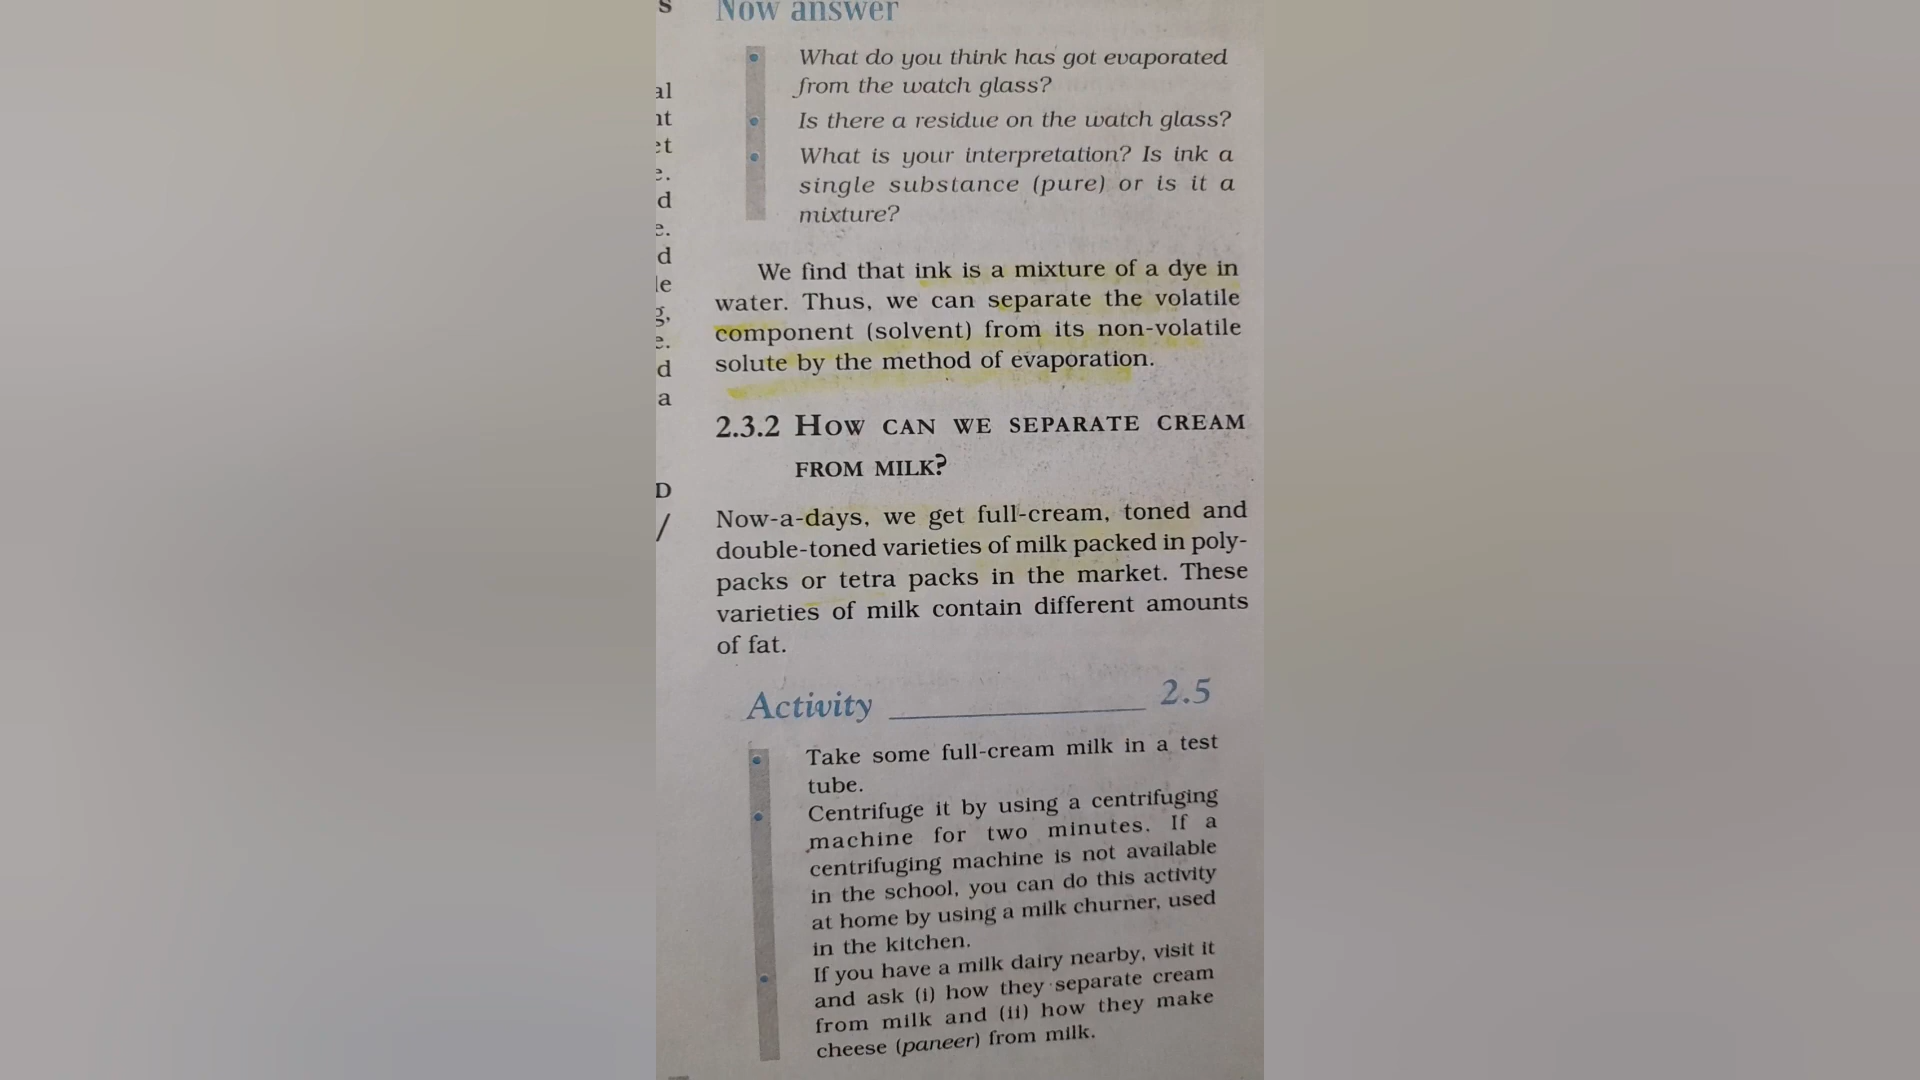 s
al
nt
et
e.
d
e.
d
le
g,
e.
d
a
D
/
Now answer
What do you think has got evaporated
from the watch glass?
Is there a residue on the watch glass?
What is your interpretation? Is ink a
single substance (pure) or is it a
mixture?
We find that ink is a mixture of a dye in
water. Thus, we can separate the volatile
component (solvent) from its non-volatile
solute by the method of evaporation.
2.3.2 HOW CAN WE SEPARATE CREAM
FROM MILK?
Now-a-days, we get full-cream, toned and
double-toned varieties of milk packed in poly-
packs or tetra packs in the market. These
varieties of milk contain different amounts
of fat.
Activity 2.5
Take some full-cream milk in a test
tube.
Centrifuge it by using a centrifuging
machine for two minutes. If a
centrifuging machine is not available
in the school, you can do this activity
at home by using a milk churner, used
in the kitchen.
If you have a milk dairy nearby, visit it
and ask (i) how they separate cream
from milk and (ii) how they make
cheese (paneer) from milk.